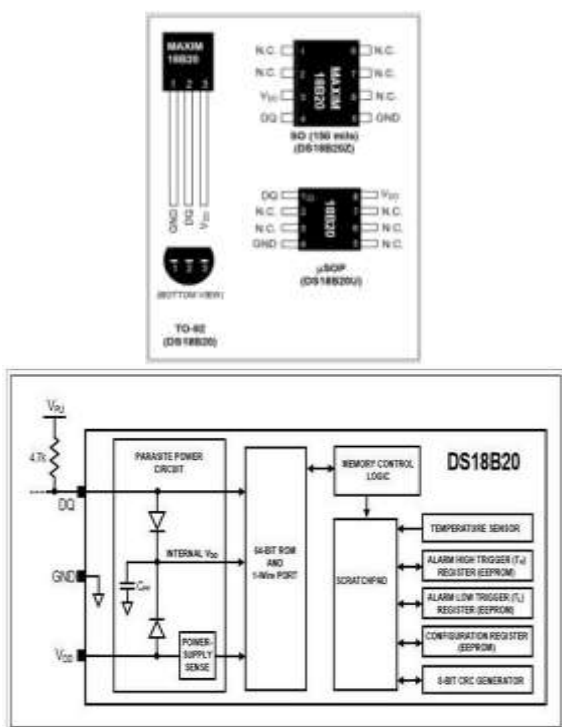 MAXIM
18B20
1 2 3
GND
DQ
VDD
1 2 3
(BOTTOM VIEW)
TO-92
(DS18B20)
N.C. 1 8 N.C.
N.C. 2 7 N.C.
VDD 3 6 N.C.
DQ 4 5 GND
MAXIM
18B20
SO (150 mils)
(DS18B20Z)
DQ 1 8 VDD
N.C. 2 7 N.C.
N.C. 3 6 N.C.
GND 4 5 N.C.
18B20
μSOP
(DS18B20U)
VPU
4.7k
DQ
GND
VDD
PARASITE POWER
CIRCUIT
INTERNAL VDD
CPP
POWER-
SUPPLY
SENSE
64-BIT ROM
AND
1-Wire PORT
MEMORY CONTROL
LOGIC
DS18B20
SCRATCHPAD
TEMPERATURE SENSOR
ALARM HIGH TRIGGER (TH)
REGISTER (EEPROM)
ALARM LOW TRIGGER (TL)
REGISTER (EEPROM)
CONFIGURATION REGISTER
(EEPROM)
8-BIT CRC GENERATOR